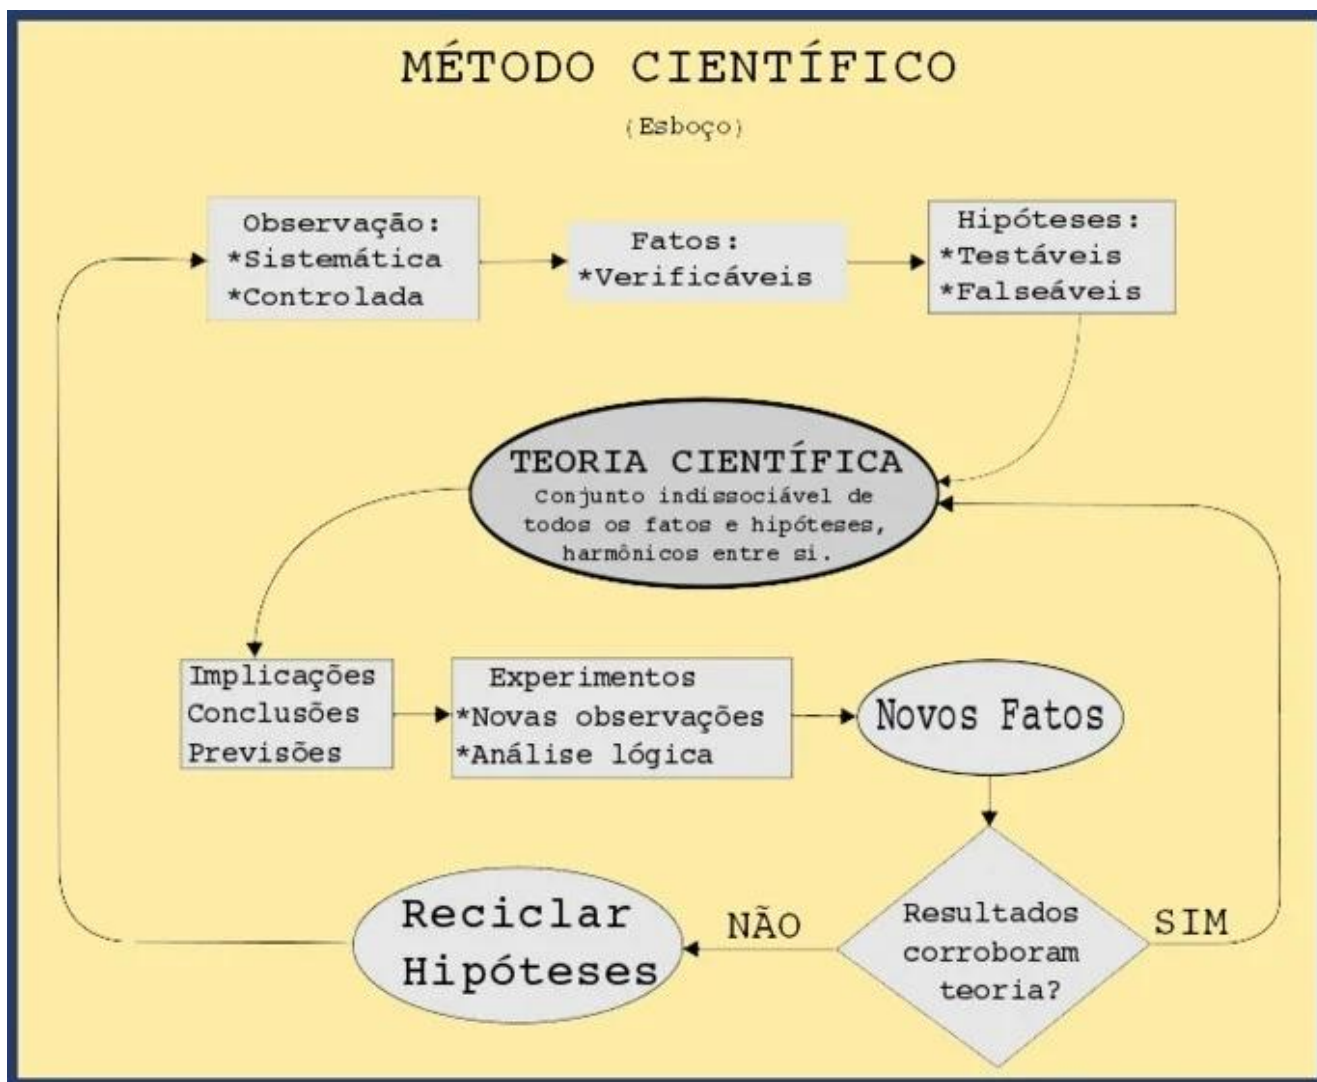 MÉTODO CIENTÍFICO
(Esboço)
Observação:
*Sistemática
*Controlada
Fatos:
*Verificáveis
Hipóteses:
*Testáveis
*Falseáveis
TEORIA CIENTÍFICA
Conjunto indissociável de
todos os fatos e hipóteses,
harmônicos entre si.
Implicações
Conclusões
Previsões
Experimentos
*Novas observações
*Análise lógica
Novos Fatos
Resultados
corroboram
teoria?
SIM
NÃO
Reciclar
Hipóteses